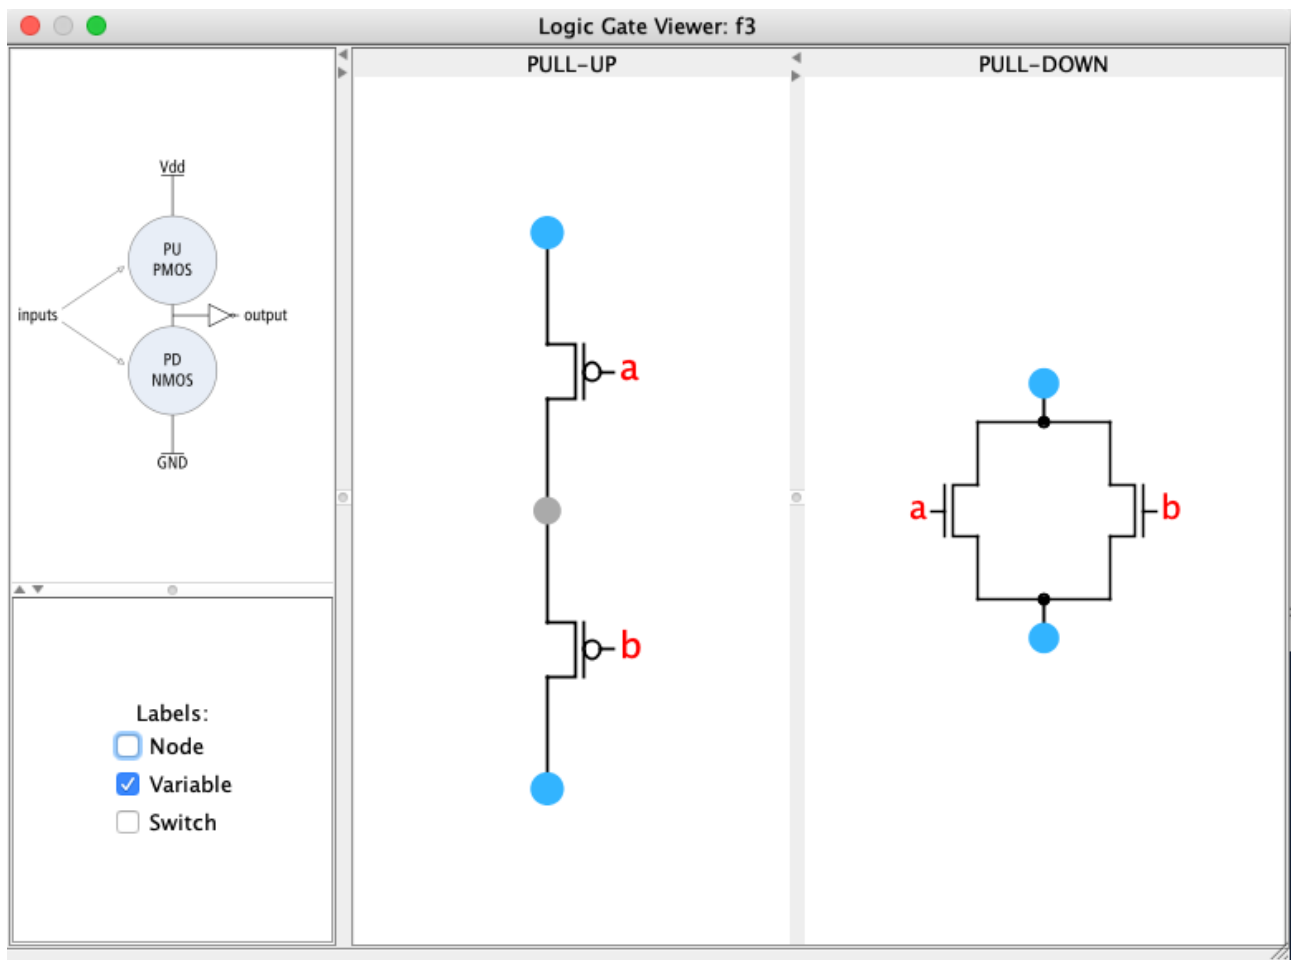 Logic Gate Viewer: f3
Vdd
PU
PMOS
inputs
output
PD
NMOS
GND
Labels:
Node
Variable
Switch
PULL-UP
a
b
PULL-DOWN
a
b